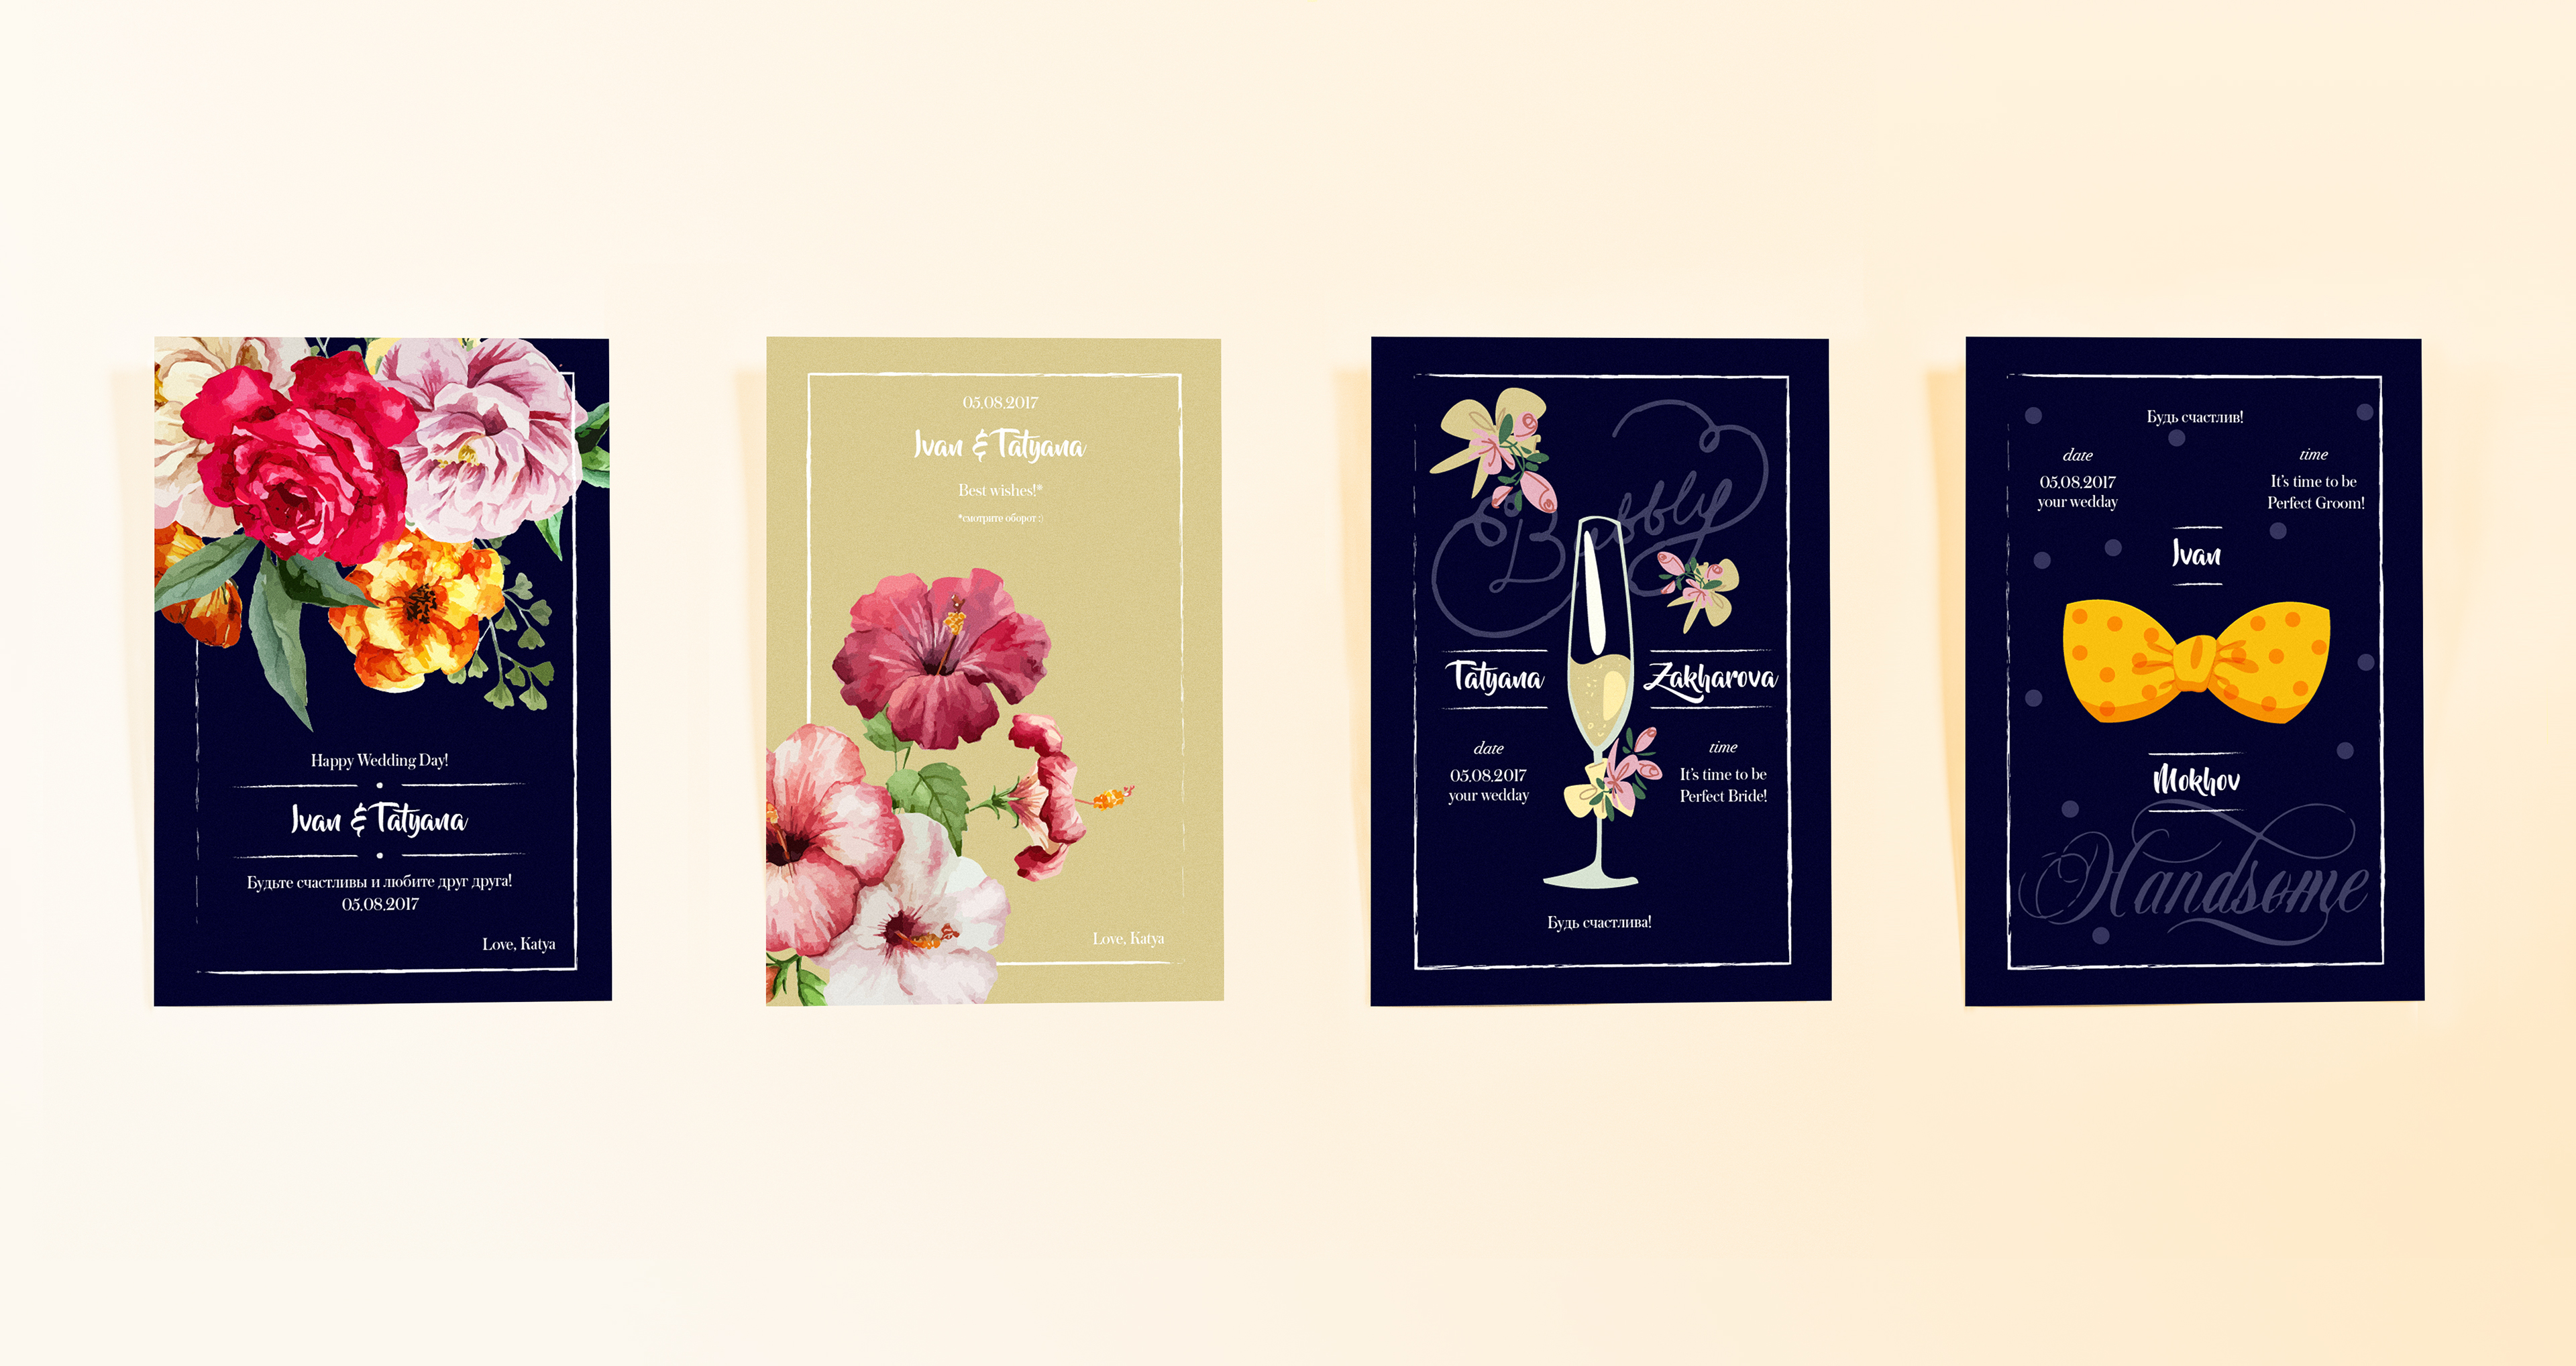 Happy Wedding Day!
Ivan & Tatyana
Будьте счастливы и любите друг друга!
05.08.2017
Love, Katya
05.08.2017
Ivan & Tatyana
Best wishes!*
*смотрите оборот :)
Love, Katya
Bubbly
Tatyana
Zakharova
date
05.08.2017
your wedday
time
It's time to be
Perfect Bride!
Будь счастлива!
Будь счастлив!
date
05.08.2017
your wedday
time
It's time to be
Perfect Groom!
Ivan
Mokhov
Handsome